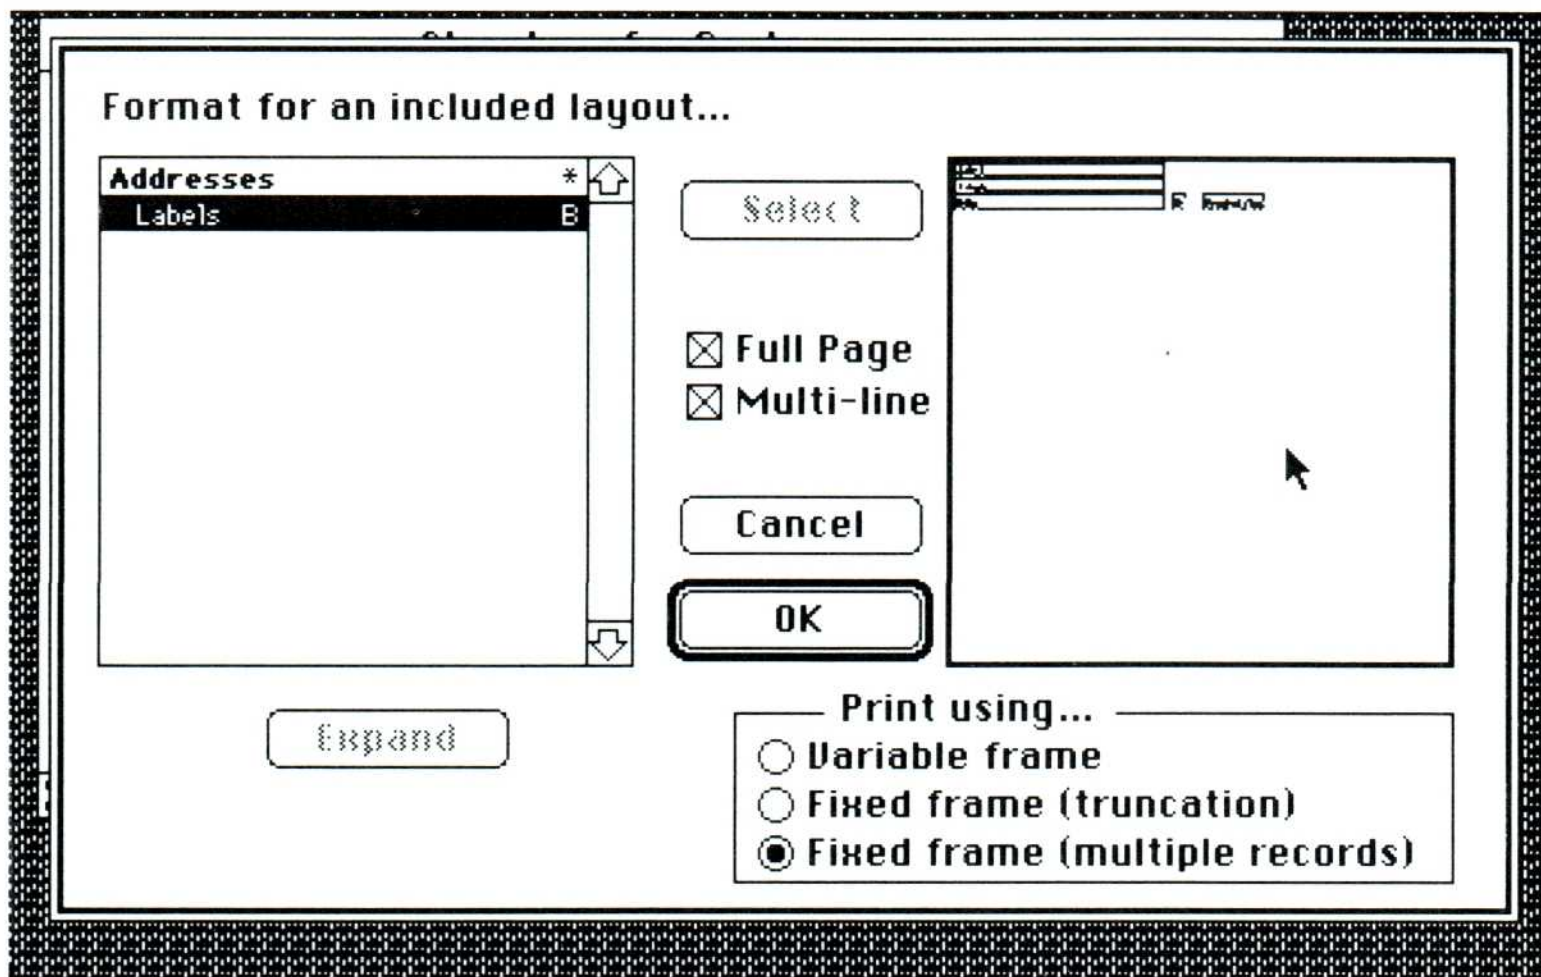 Format for an included layout...
Addresses *
Labels B
Select
Full Page
Multi-line
Cancel
OK
Expand
Print using...
Variable frame
Fixed frame (truncation)
Fixed frame (multiple records)